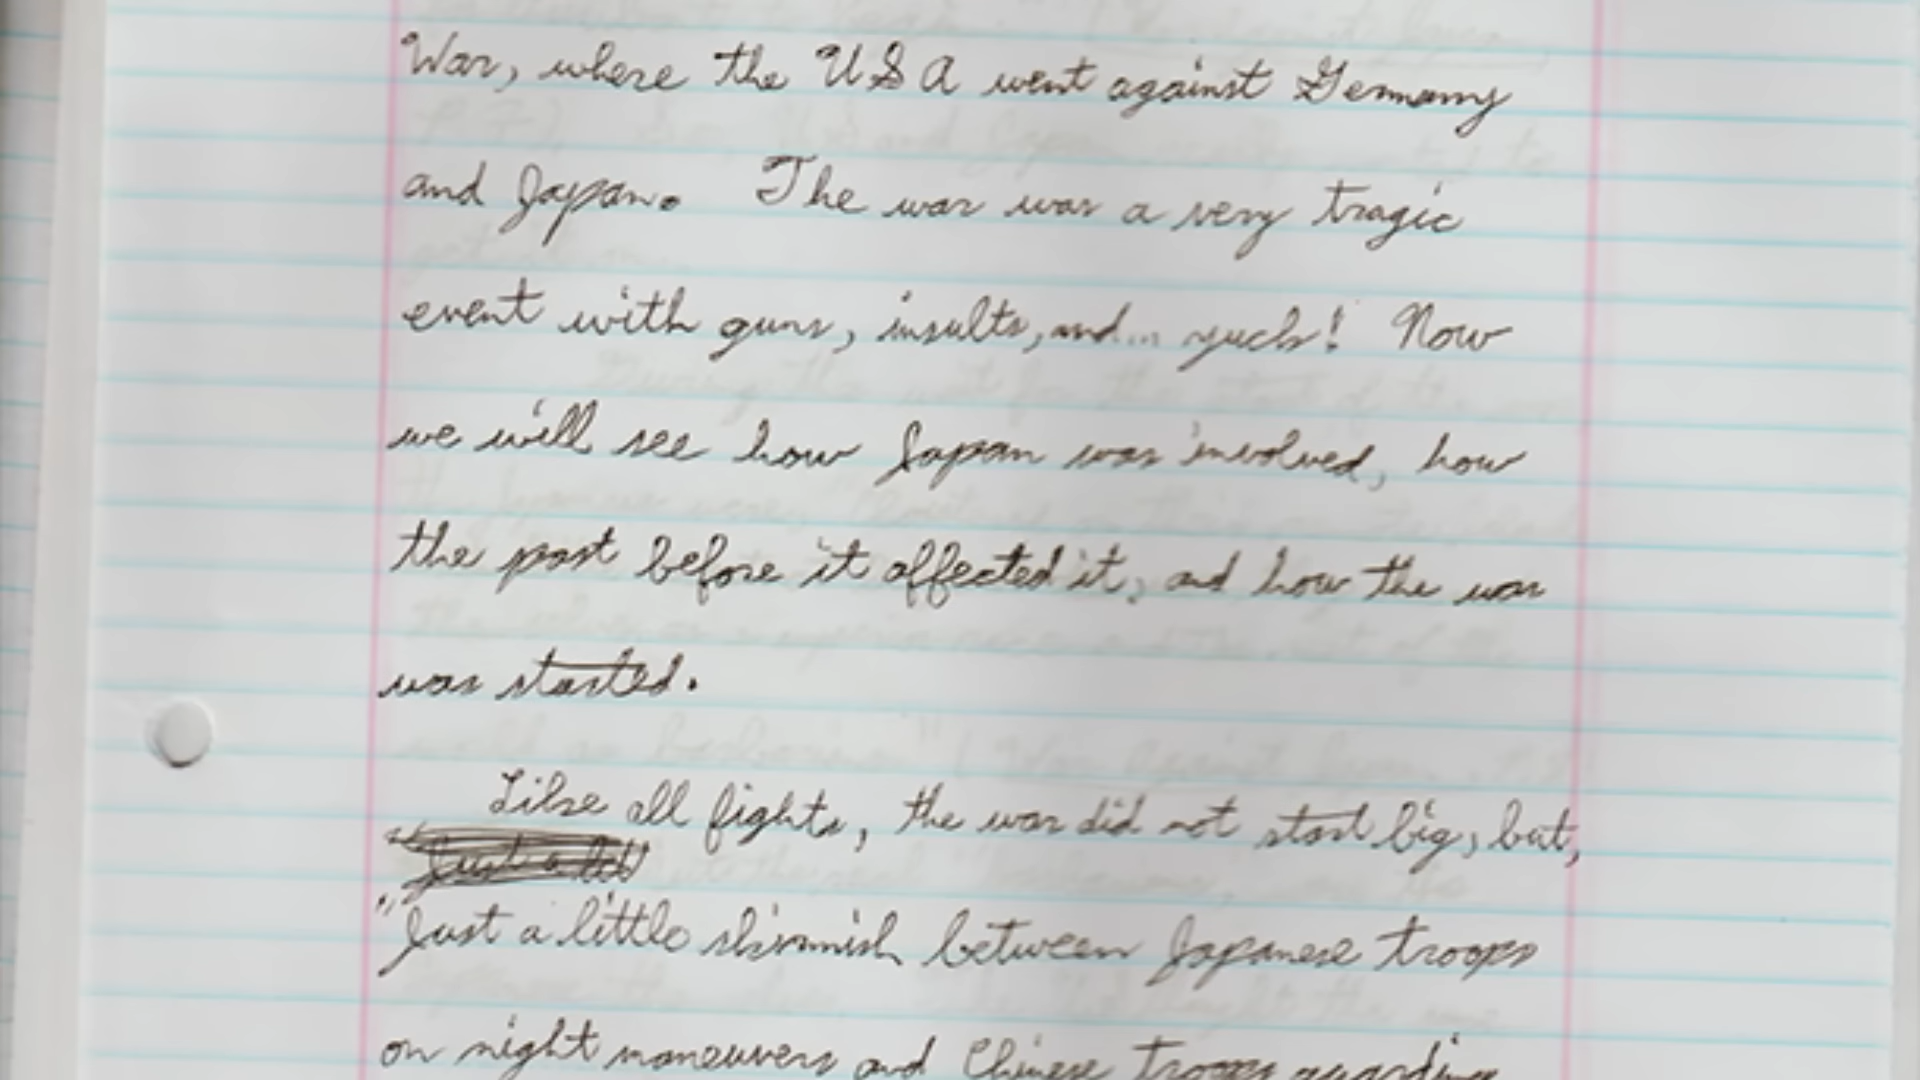 War, where the USA went against Germany
and Japan. The war was a very tragic
event with guns, insults, and... yuck! Now
we will see how Japan was involved, how
the past before it affected it, and how the war
was started.
Like all fights, the war did not start big, but,
"Just a lit
"Just a little skirmish between Japanese troops
on night maneuvers and Chinese troops guarding